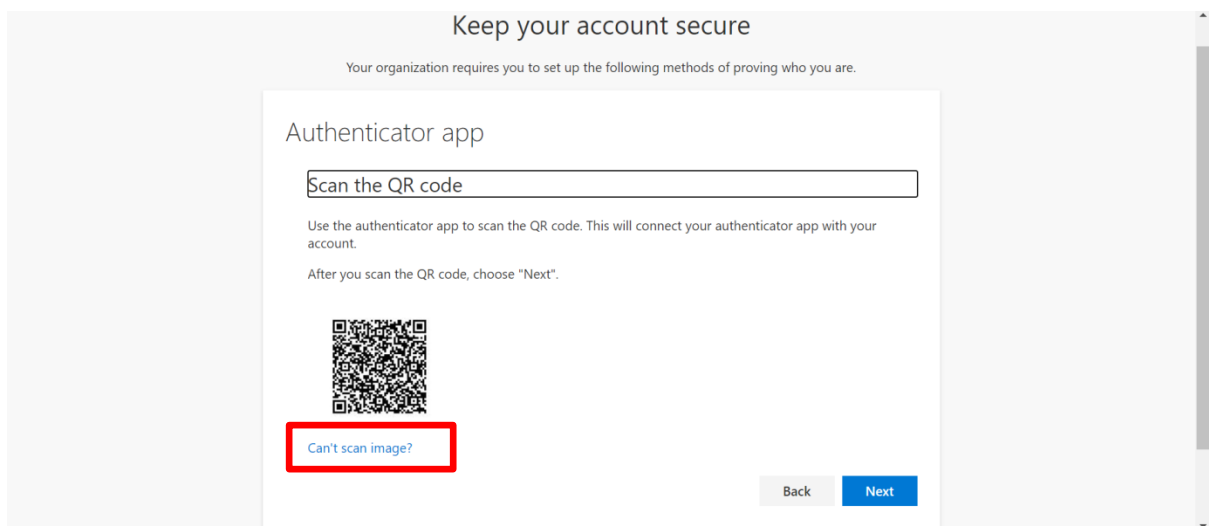 Keep your account secure
Your organization requires you to set up the following methods of proving who you are.
Authenticator app
Scan the QR code
Use the authenticator app to scan the QR code. This will connect your authenticator app with your
account.
After you scan the QR code, choose "Next".
Can't scan image?
Back Next